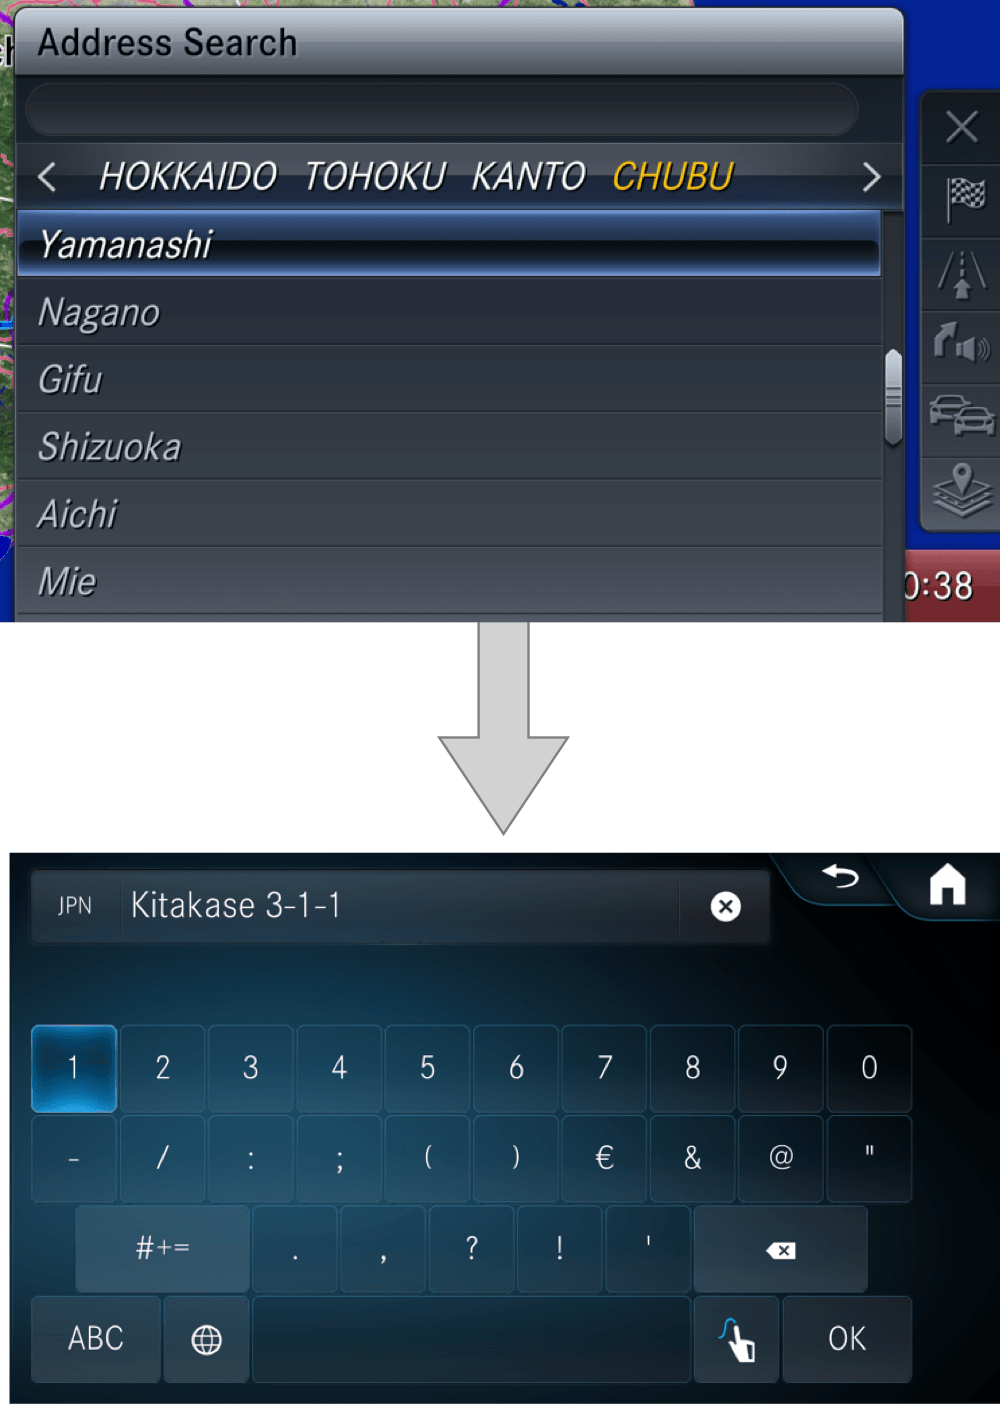 Address Search
HOKKAIDO TOHOKU KANTO CHUBU
Yamanashi
Nagano
Gifu
Shizuoka
Aichi
Mie
0:38
JPN Kitakase 3-1-1
1 2 3 4 5 6 7 8 9 0
- / : ; ( ) € & @ "
#+= . , ? ! '
ABC OK